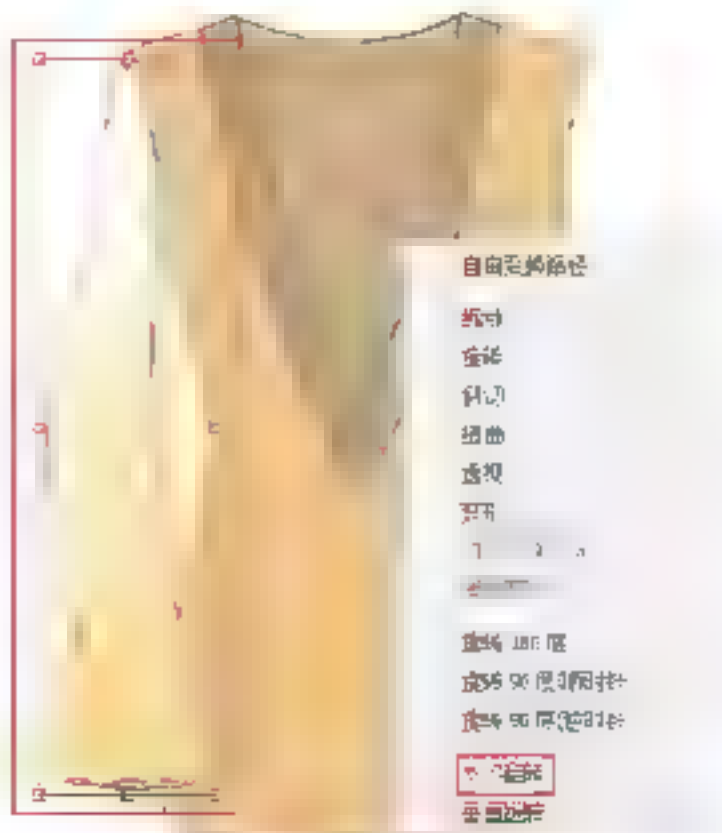 自由变换路径
缩放
旋转
斜切
扭曲
透视
变形
旋转 180 度
旋转 90 度(顺时针)
旋转 90 度(逆时针)
水平翻转
垂直翻转